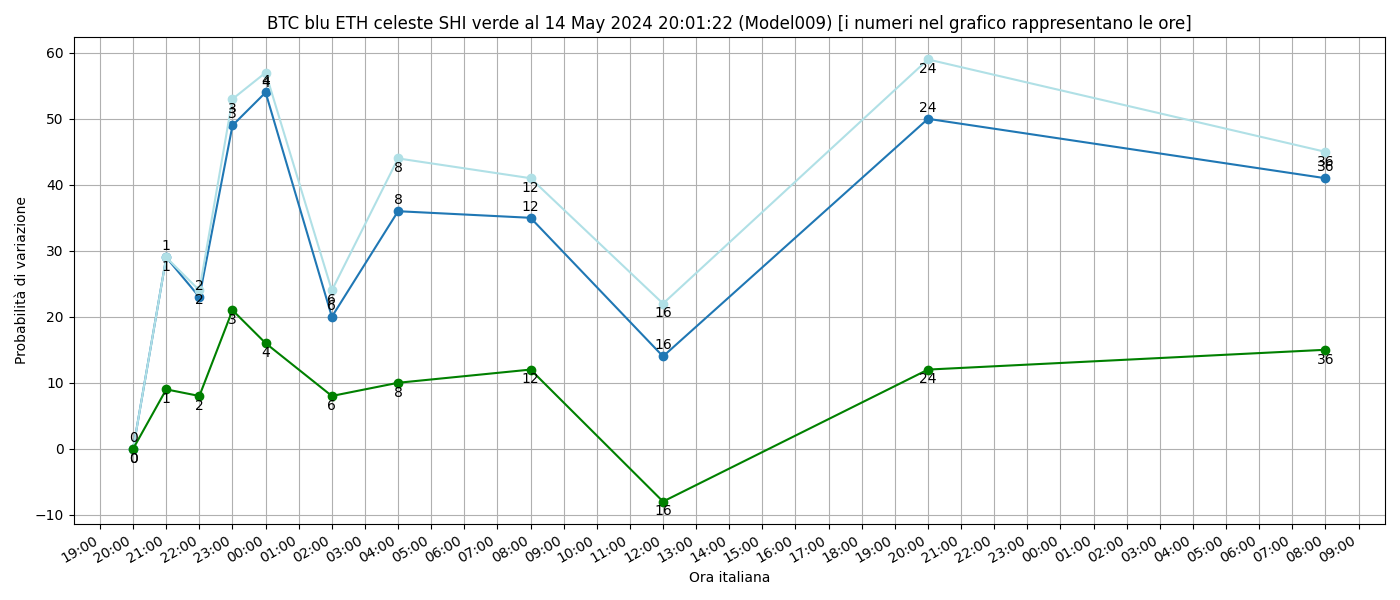 BTC blu ETH celeste SHI verde al 14 May 2024 20:01:22 (Model009) [i numeri nel grafico rappresentano le ore]
Probabilità di variazione
60
50
40
30
20
10
0
−10
0 1 2 3 4 6 8 12 16 24 36
0 1 2 3 4 6 8 12 16 24 36
0 1 2 3 4 6 8 12 16 24 36
19:00 20:00 21:00 22:00 23:00 00:00 01:00 02:00 03:00 04:00 05:00 06:00 07:00 08:00 09:00 10:00 11:00 12:00 13:00 14:00 15:00 16:00 17:00 18:00 19:00 20:00 21:00 22:00 23:00 00:00 01:00 02:00 03:00 04:00 05:00 06:00 07:00 08:00 09:00
Ora italiana